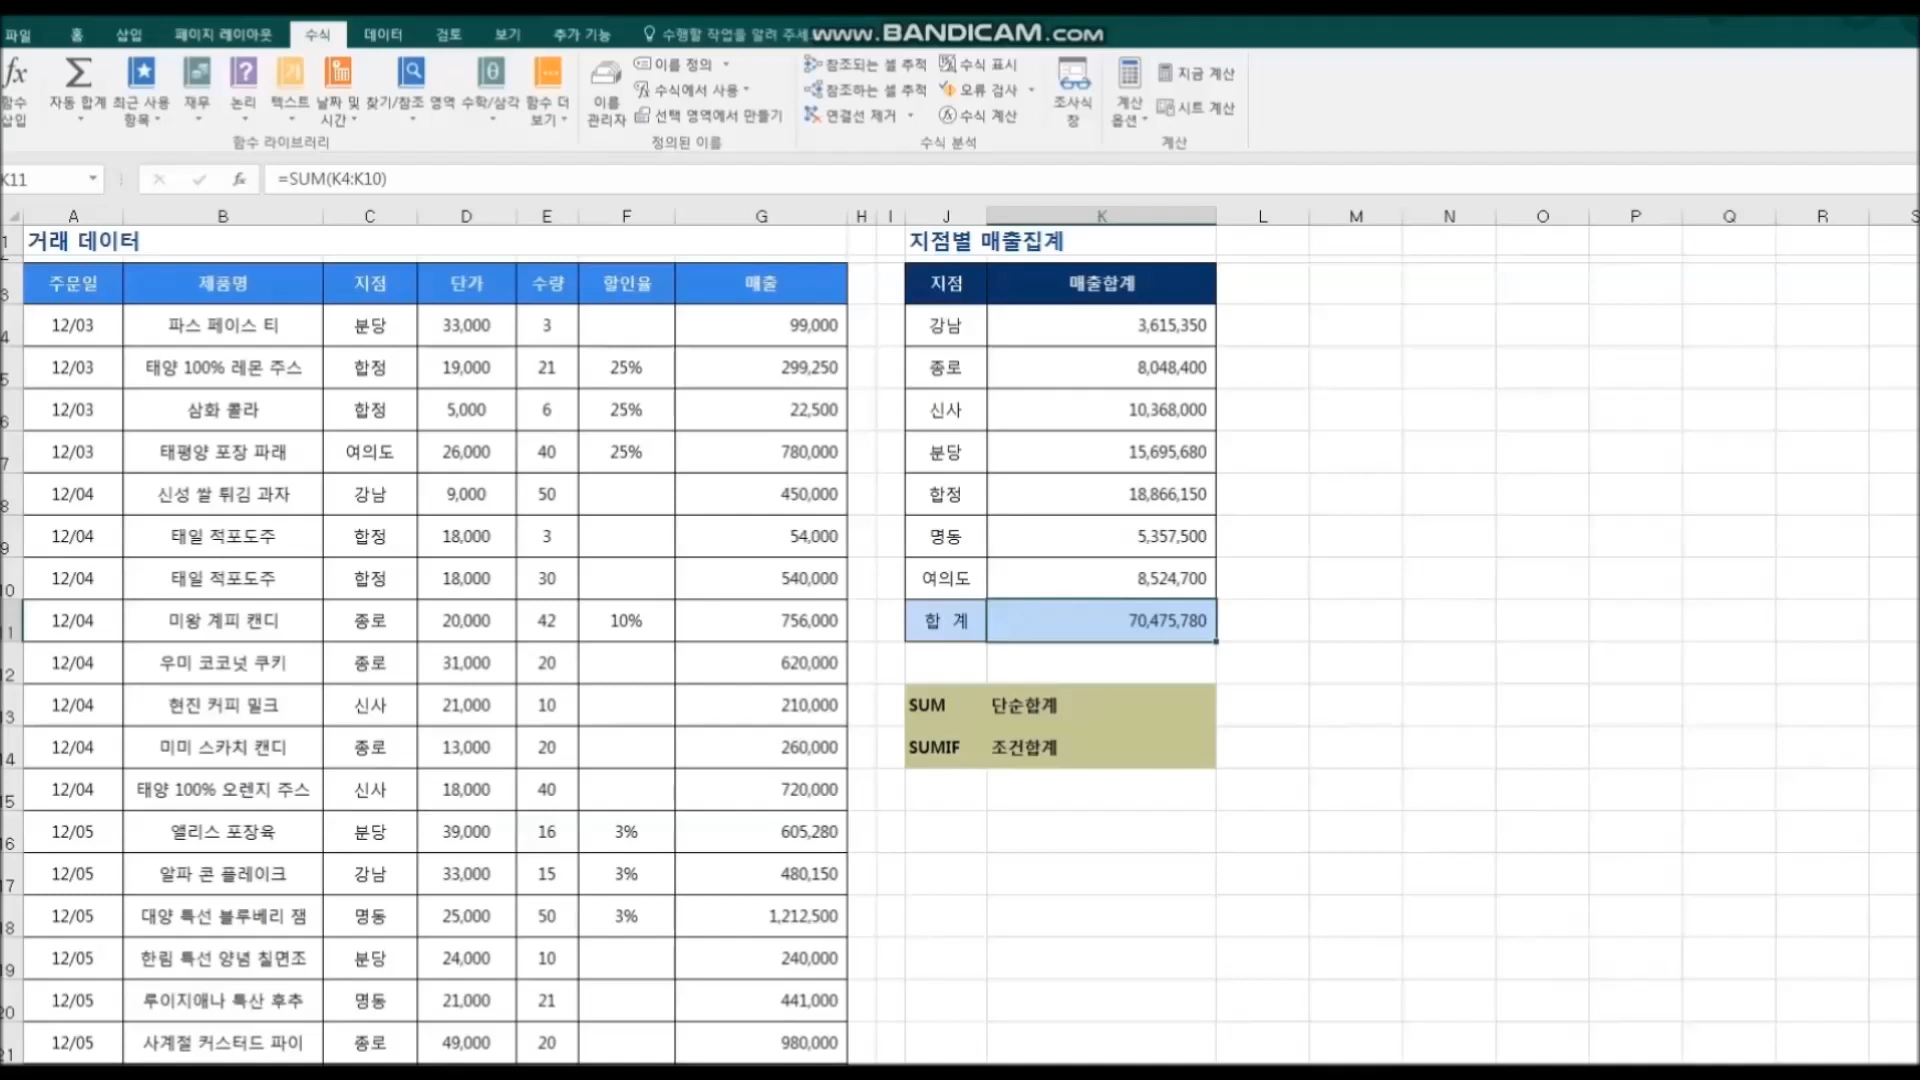 파일 홈 삽입 페이지 레이아웃 수식 데이터 검토 보기 추가 기능 수행할 작업을 알려 주세 www.BANDICAM.com
fx Σ 이름 정의 참조되는 셀 추적 수식 표시 지금 계산
자동 합계 최근 사용 항목 재무 논리 텍스트 날짜 및 시간 찾기/참조 영역 수학/삼각 함수 더 보기 이름 관리자 수식에서 사용 참조하는 셀 추적 오류 검사 조사식 창 계산 옵션 시트 계산
함수 삽입 선택 영역에서 만들기 연결선 제거 수식 계산
함수 라이브러리 정의된 이름 수식 분석 계산
K11 fx =SUM(K4:K10)
A B C D E F G H I J K L M N O P Q R S
1 거래 데이터 지점별 매출집계
3 주문일 제품명 지점 단가 수량 할인율 매출 지점 매출합계
4 12/03 파스 페이스 티 분당 33,000 3 99,000 강남 3,615,350
5 12/03 태양 100% 레몬 주스 합정 19,000 21 25% 299,250 종로 8,048,400
6 12/03 삼화 콜라 합정 5,000 6 25% 22,500 신사 10,368,000
7 12/03 태평양 포장 파래 여의도 26,000 40 25% 780,000 분당 15,695,680
8 12/04 신성 쌀 튀김 과자 강남 9,000 50 450,000 합정 18,866,150
9 12/04 태일 적포도주 합정 18,000 3 54,000 명동 5,357,500
10 12/04 태일 적포도주 합정 18,000 30 540,000 여의도 8,524,700
1 12/04 미왕 계피 캔디 종로 20,000 42 10% 756,000 합 계 70,475,780
12 12/04 우미 코코넛 쿠키 종로 31,000 20 620,000
13 12/04 현진 커피 밀크 신사 21,000 10 210,000 SUM 단순합계
14 12/04 미미 스카치 캔디 종로 13,000 20 260,000 SUMIF 조건합계
15 12/04 태양 100% 오렌지 주스 신사 18,000 40 720,000
16 12/05 앨리스 포장육 분당 39,000 16 3% 605,280
17 12/05 알파 콘 플레이크 강남 33,000 15 3% 480,150
18 12/05 대양 특선 블루베리 잼 명동 25,000 50 3% 1,212,500
19 12/05 한림 특선 양념 칠면조 분당 24,000 10 240,000
20 12/05 루이지애나 특산 후추 명동 21,000 21 441,000
21 12/05 사계절 커스터드 파이 종로 49,000 20 980,000